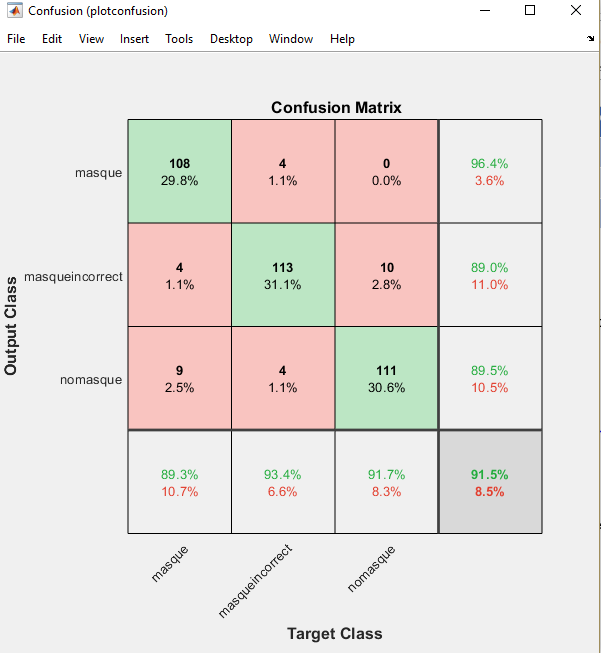 Confusion (plotconfusion)
File Edit View Insert Tools Desktop Window Help
Confusion Matrix
masque 108 4 0 96.4%
29.8% 1.1% 0.0% 3.6%
masqueincorrect 4 113 10 89.0%
1.1% 31.1% 2.8% 11.0%
nomasque 9 4 111 89.5%
2.5% 1.1% 30.6% 10.5%
89.3% 93.4% 91.7% 91.5%
10.7% 6.6% 8.3% 8.5%
masque masqueincorrect nomasque
Output Class
Target Class